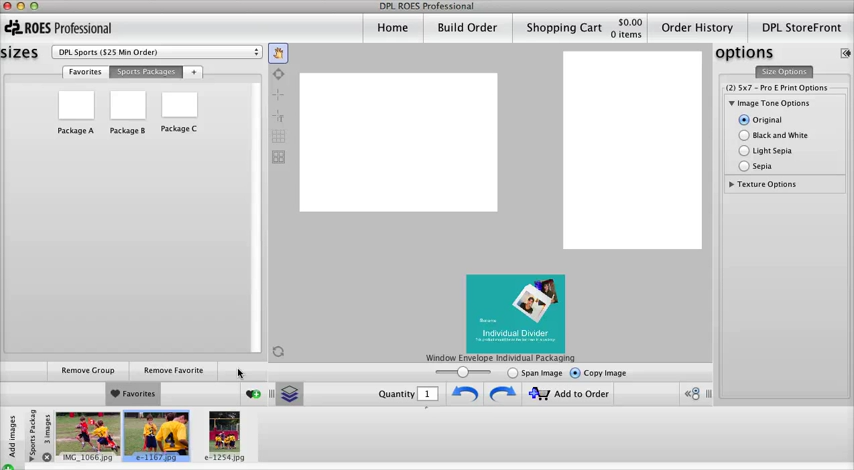 DPL ROES Professional
ROES Professional
Home
Build Order
Shopping Cart
$0.00
0 items
Order History
DPL StoreFront
sizes
DPL Sports ($25 Min Order)
Favorites
Sports Packages
+
Package A
Package B
Package C
options
Size Options
(2) 5x7 - Pro E Print Options
Image Tone Options
Original
Black and White
Light Sepia
Sepia
Texture Options
Individual Divider
Window Envelope Individual Packaging
Span Image
Copy Image
Remove Group
Remove Favorite
Favorites
Quantity
1
Add to Order
Add images
Sports Packag
3 images
IMG_1066.jpg
e-1167.jpg
e-1254.jpg
4